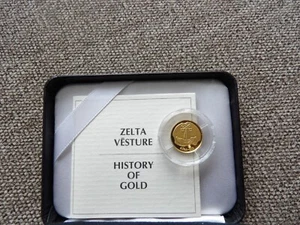 ZELTA
VĒSTURE
HISTORY
OF
GOLD